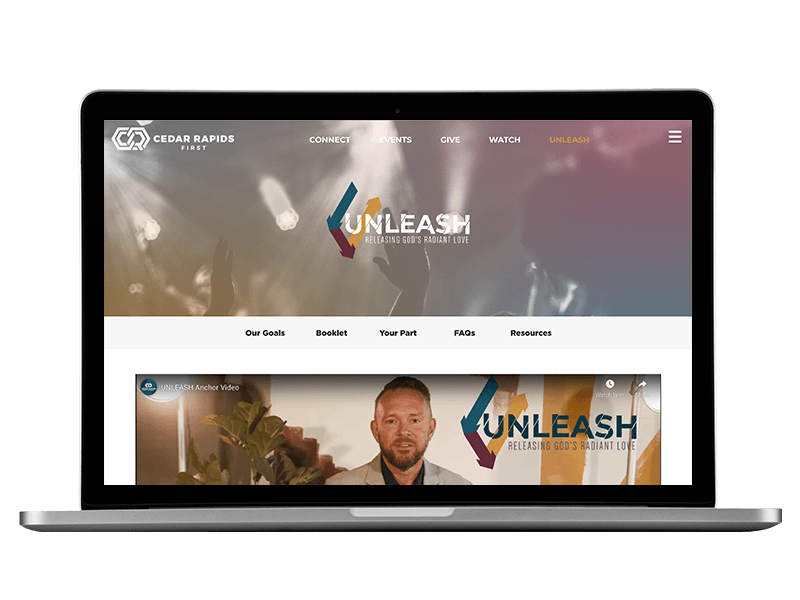 CR CEDAR RAPIDS
FIRST
CONNECT EVENTS GIVE WATCH UNLEASH
UNLEASH
RELEASING GOD'S RADIANT LOVE
Our Goals Booklet Your Part FAQs Resources
UNLEASH Anchor Video
Watch later
UNLEASH
RELEASING GOD'S RADIANT LOVE